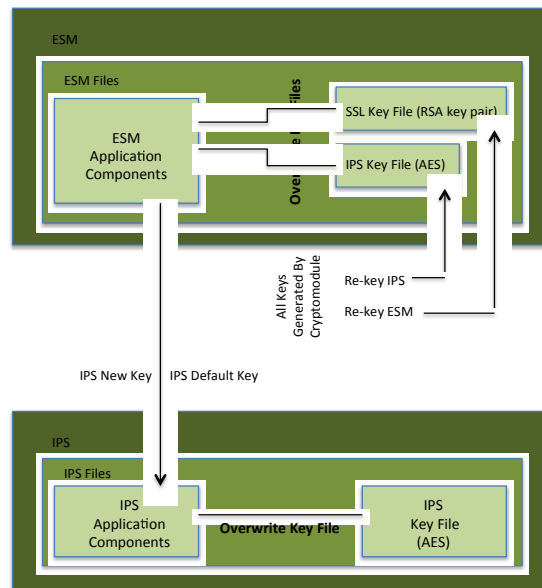 ESM
ESM Files
ESM
Application
Components
SSL Key File (RSA key pair)
IPS Key File (AES)
Files
All Keys
Generated By
Cryptomodule
Re-key IPS
Re-key ESM
IPS New Key
IPS Default Key
IPS
IPS Files
IPS
Application
Components
Overwrite Key File
IPS
Key File
(AES)